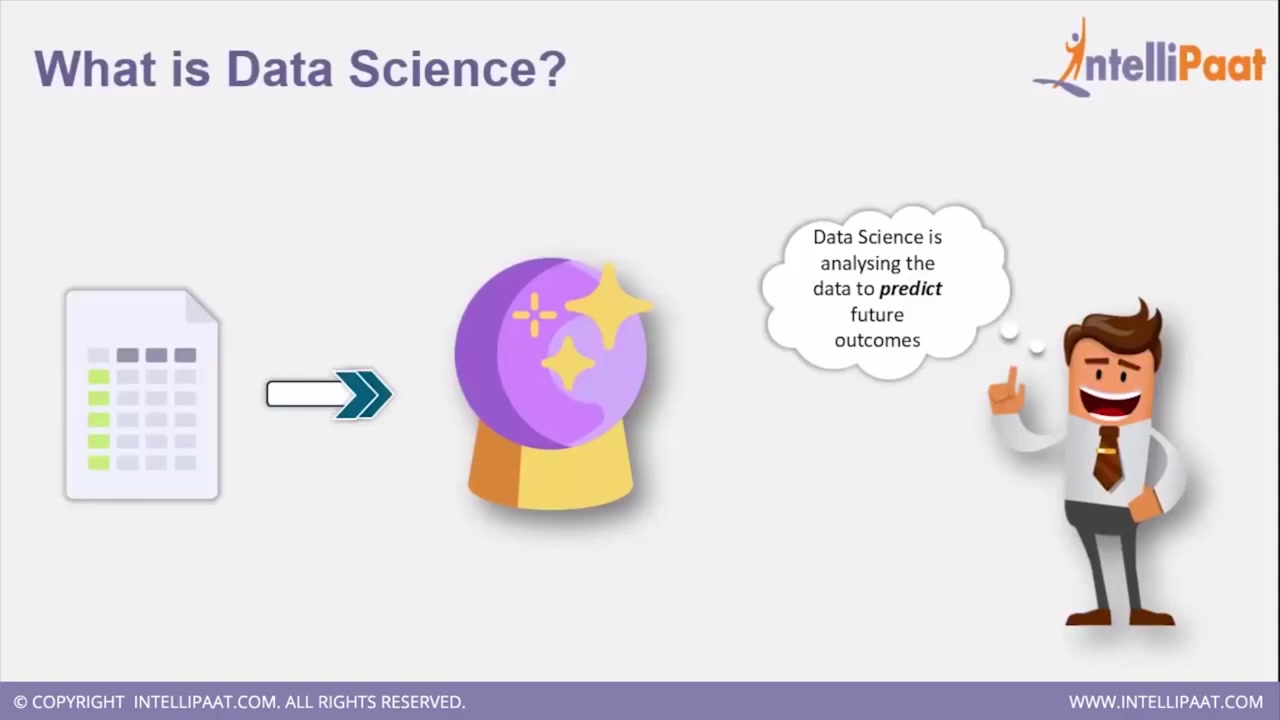 What is Data Science?
IntelliPaat
Data Science is
analysing the
data to predict
future
outcomes
© COPYRIGHT INTELLIPAAT.COM. ALL RIGHTS RESERVED.
WWW.INTELLIPAAT.COM